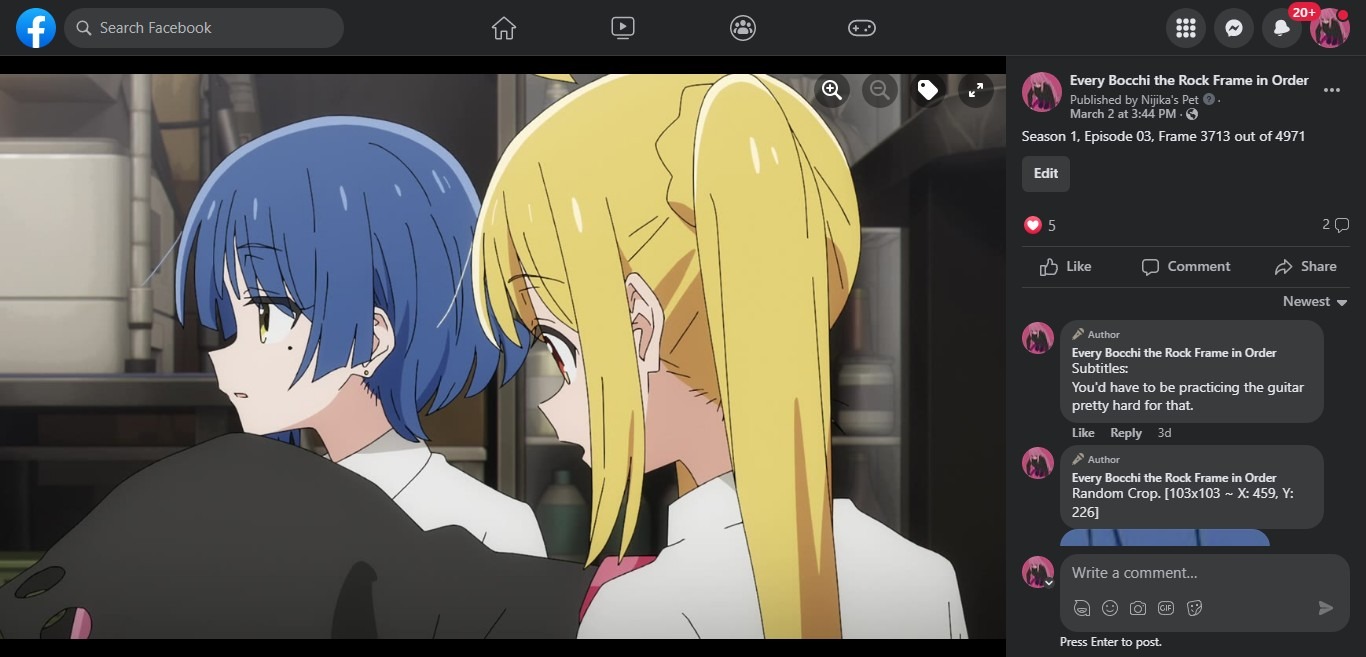 Search Facebook
20+
Every Bocchi the Rock Frame in Order
Published by Nijika's Pet
March 2 at 3:44 PM ·
Season 1, Episode 03, Frame 3713 out of 4971
Edit
5
2
Like
Comment
Share
Newest
Author
Every Bocchi the Rock Frame in Order
Subtitles:
You'd have to be practicing the guitar
pretty hard for that.
Like Reply 3d
Author
Every Bocchi the Rock Frame in Order
Random Crop. [103x103 ~ X: 459, Y:
226]
Write a comment...
GIF
Press Enter to post.